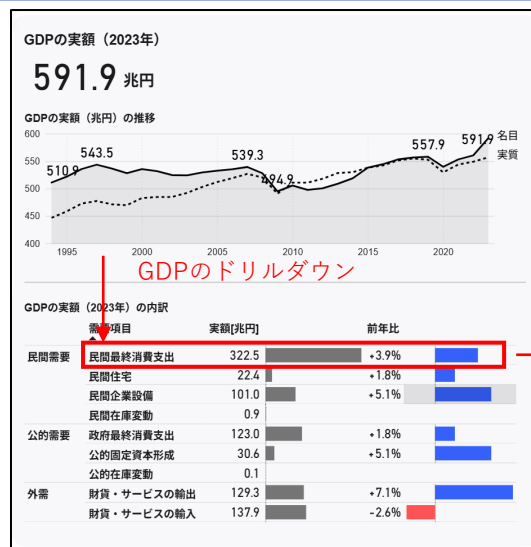 GDPの実額（2023年）
591.9 兆円
GDPの実額（兆円）の推移
600
550
500
450
400
510.9
543.5
539.3
494.9
557.9
591.9
名目
実質
1995
2000
2005
2010
2015
2020
GDPのドリルダウン
GDPの実額（2023年）の内訳
需要項目 実額[兆円] 前年比
民間需要 民間最終消費支出 322.5 +3.9%
民間住宅 22.4 +1.8%
民間企業設備 101.0 +5.1%
民間在庫変動 0.9
公的需要 政府最終消費支出 123.0 +1.8%
公的固定資本形成 30.6 +5.1%
公的在庫変動 0.1
外需 財貨・サービスの輸出 129.3 +7.1%
財貨・サービスの輸入 137.9 -2.6%